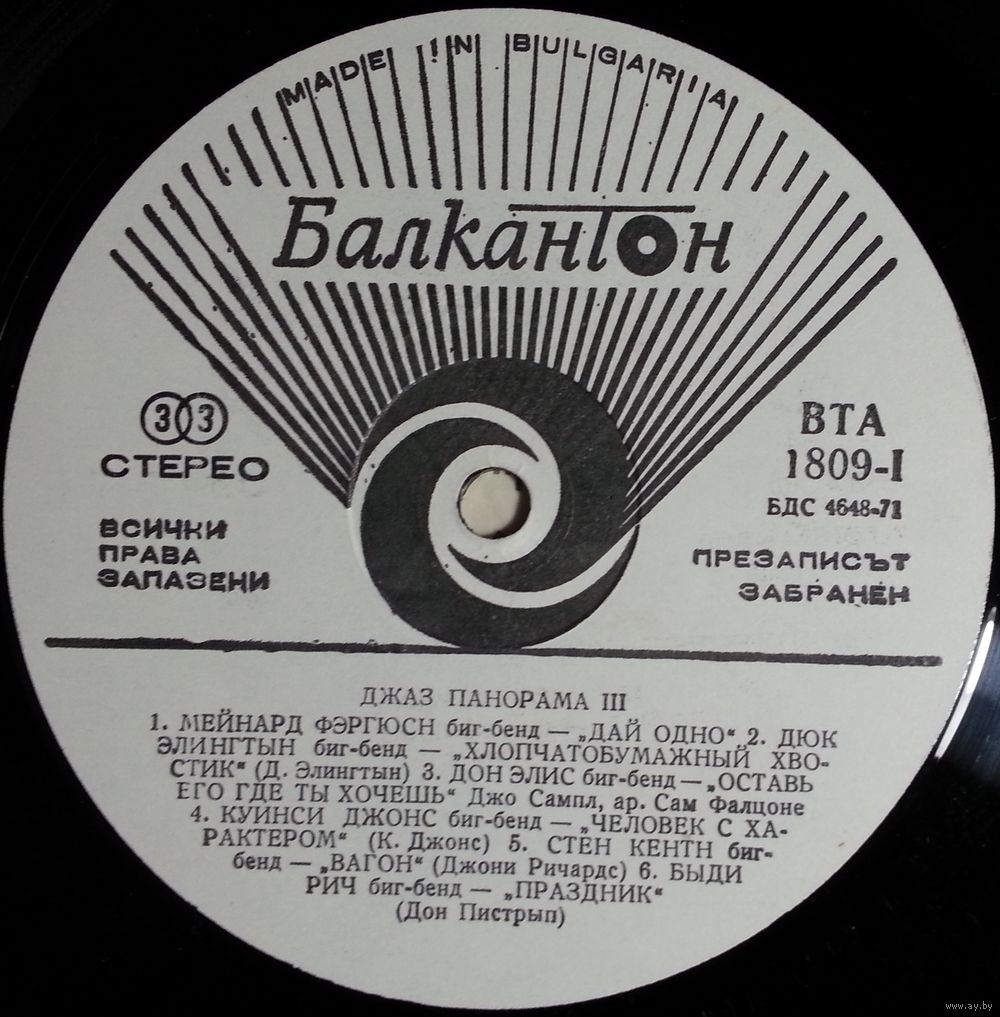 MADE IN BULGARIA
Балкантон
33
СТЕРЕО
ВСИЧКИ
ПРАВА
ЗАПАЗЕНИ
ВТА
1809-I
БДС 4648-71
ПРЕЗАПИСЪТ
ЗАБРАНЕН
ДЖАЗ ПАНОРАМА III
1. МЕЙНАРД ФЭРГЮСН биг-бенд — „ДАЙ ОДНО“ 2. ДЮК
ЭЛИНГТЫН биг-бенд — „ХЛОПЧАТОБУМАЖНЫЙ ХВО-
СТИК“ (Д. Элингтын) 3. ДОН ЭЛИС биг-бенд — „ОСТАВЬ
ЕГО ГДЕ ТЫ ХОЧЕШЬ“ Джо Сампл, ар. Сам Фалцоне
4. КУИНСИ ДЖОНС биг-бенд — „ЧЕЛОВЕК С ХА-
РАКТЕРОМ“ (К. Джонс) 5. СТЕН КЕНТН биг-
бенд — „ВАГОН“ (Джони Ричардс) 6. БЫДИ
РИЧ биг-бенд — „ПРАЗДНИК“
(Дон Пистрып)
www.ay.by